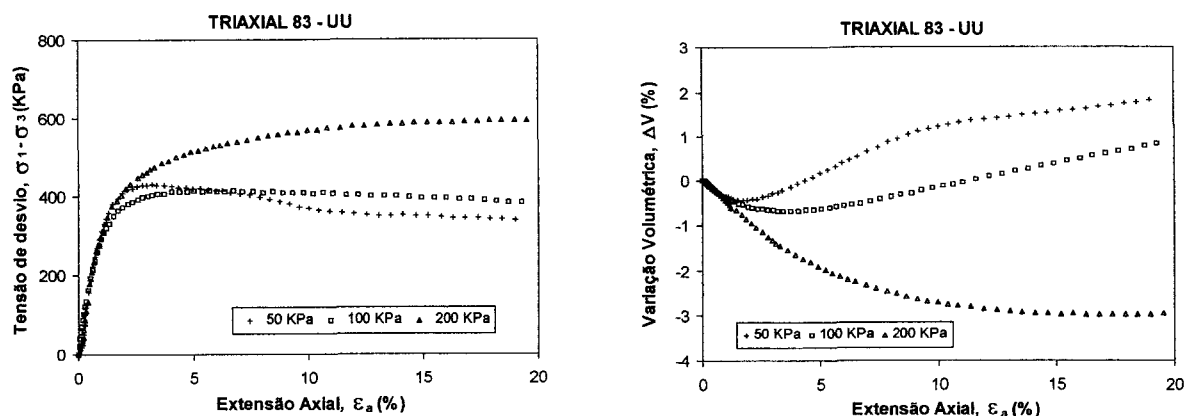 TRIAXIAL 83 - UU
Tensão de desvio, σ1-σ3 (KPa)
800
600
400
200
0
0 5 10 15 20
+ 50 KPa □ 100 KPa ▲ 200 KPa
Extensão Axial, εa (%)
TRIAXIAL 83 - UU
Variação Volumétrica, ΔV (%)
3
2
1
0
-1
-2
-3
-4
0 5 10 15 20
+ 50 KPa □ 100 KPa ▲ 200 KPa
Extensão Axial, εa (%)